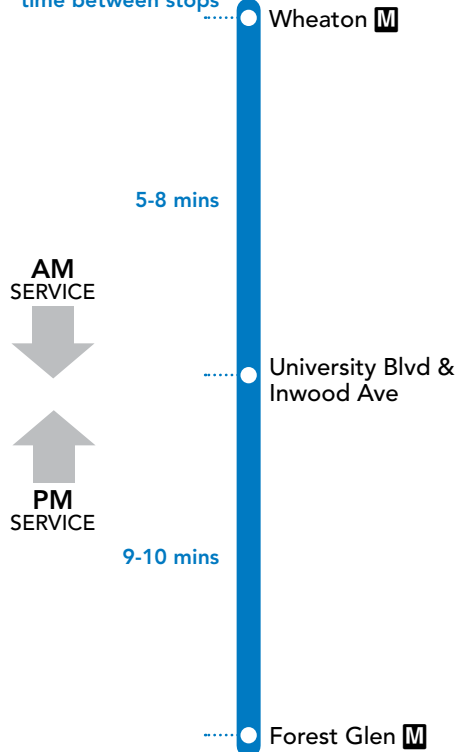 time between stops
Wheaton M
5-8 mins
AM
SERVICE
University Blvd &
Inwood Ave
PM
SERVICE
9-10 mins
Forest Glen M